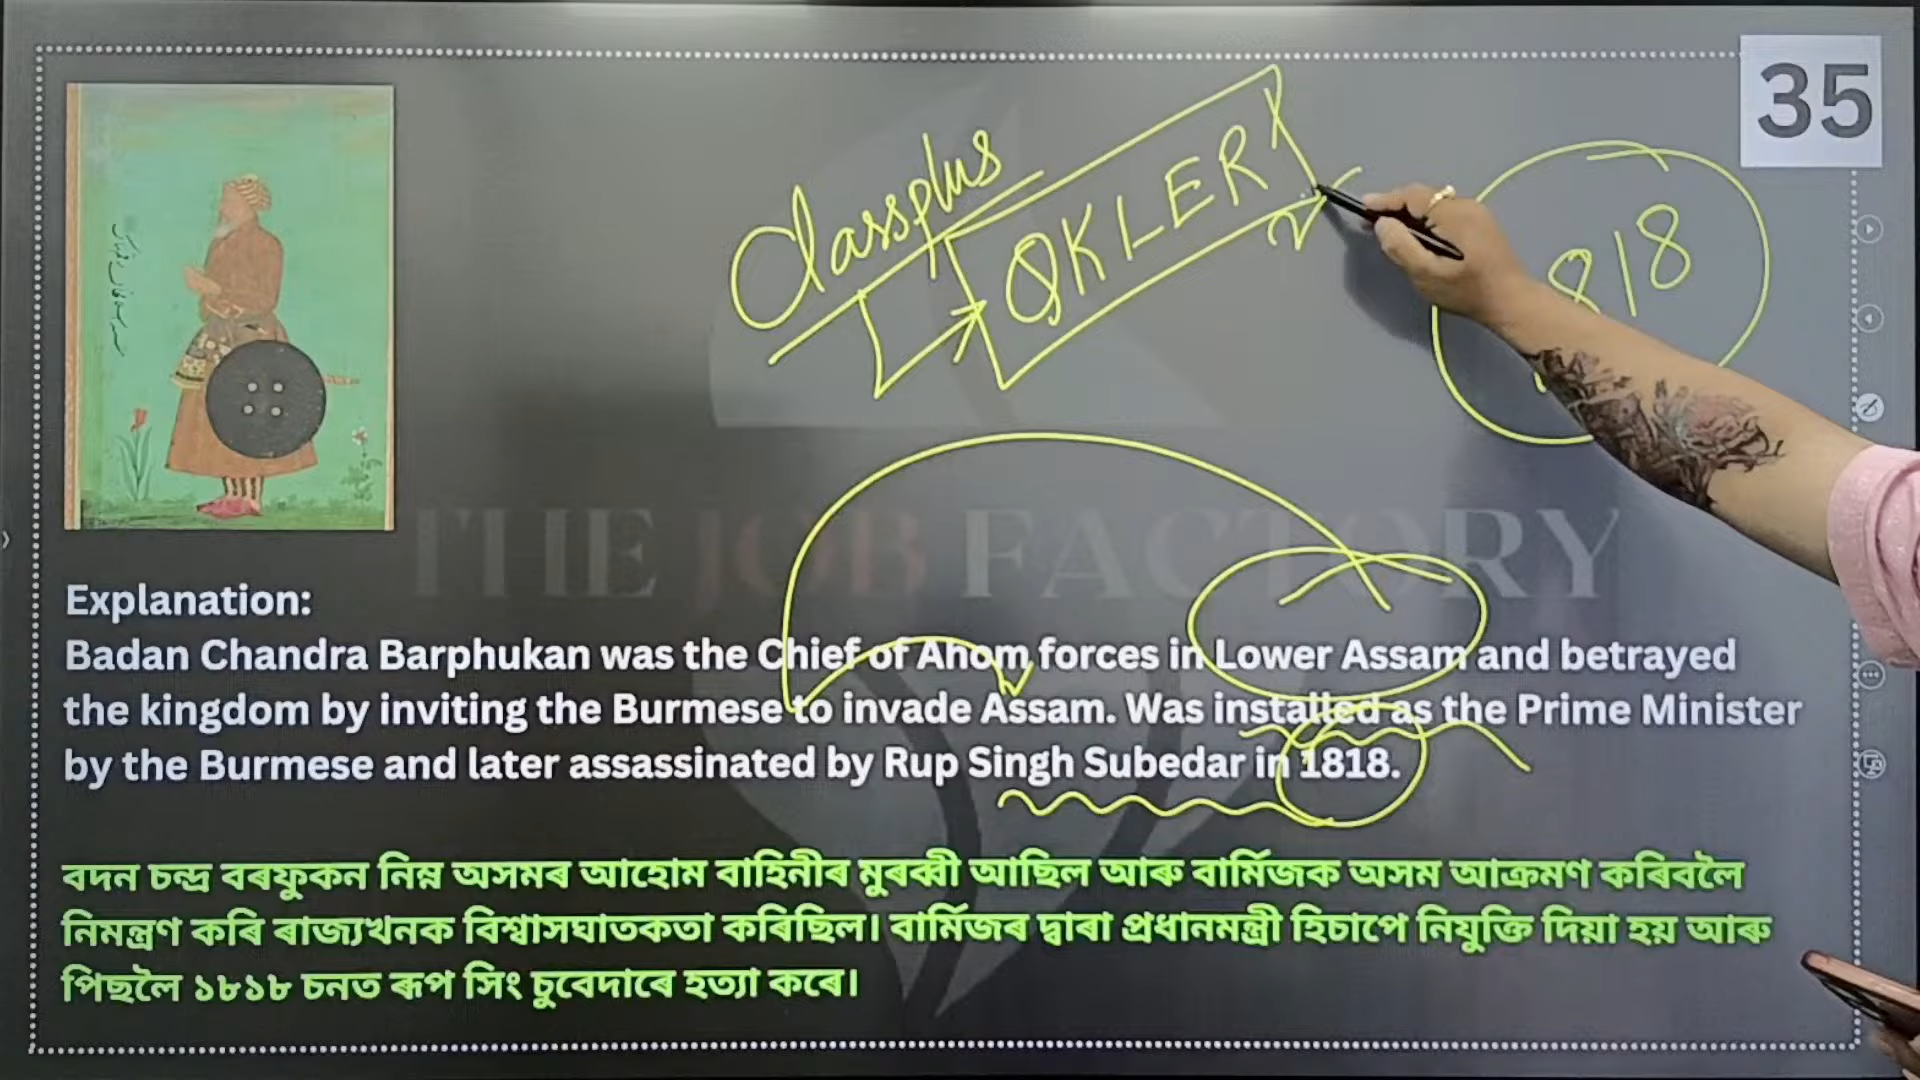 35
Classplus
QKLER
818
THE JOB FACTORY
Explanation:
Badan Chandra Barphukan was the Chief of Ahom forces in Lower Assam and betrayed
the kingdom by inviting the Burmese to invade Assam. Was installed as the Prime Minister
by the Burmese and later assassinated by Rup Singh Subedar in 1818.
বদন চন্দ্ৰ বৰফুকন নিম্ন অসমৰ আহোম বাহিনীৰ মুৰব্বী আছিল আৰু বাৰ্মিজক অসম আক্ৰমণ কৰিবলৈ
নিমন্ত্ৰণ কৰি ৰাজ্যখনক বিশ্বাসঘাতকতা কৰিছিল। বাৰ্মিজৰ দ্বাৰা প্ৰধানমন্ত্ৰী হিচাপে নিযুক্তি দিয়া হয় আৰু
পিছলৈ ১৮১৮ চনত ৰূপ সিং চুবেদাৰে হত্যা কৰে।